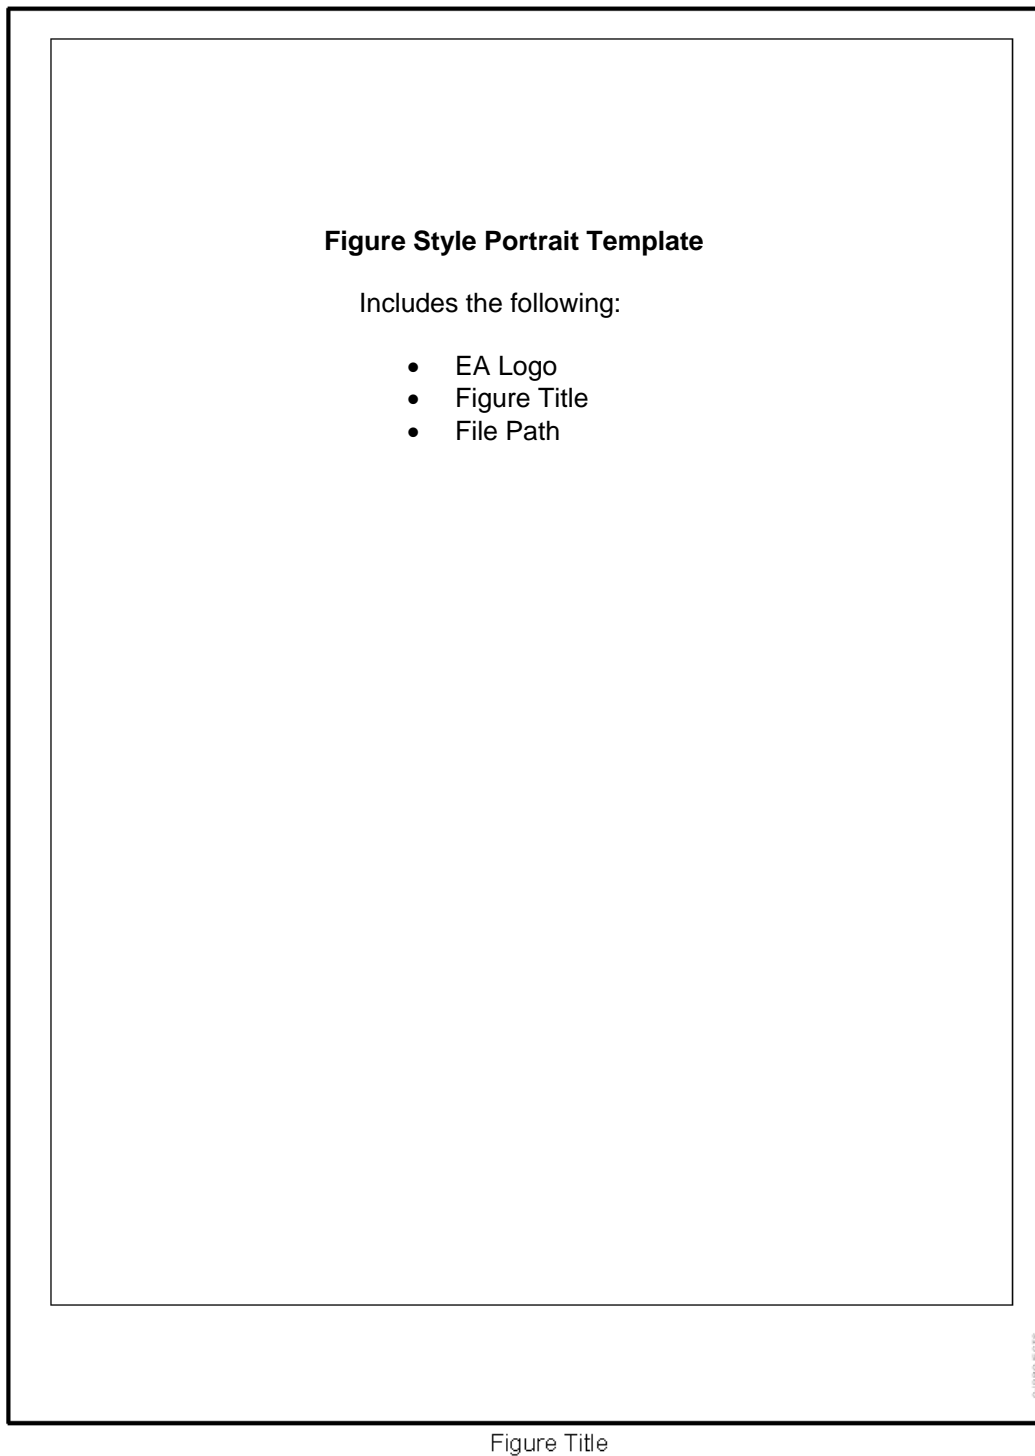 Figure Style Portrait Template
Includes the following:
• EA Logo
• Figure Title
• File Path
Figure Title